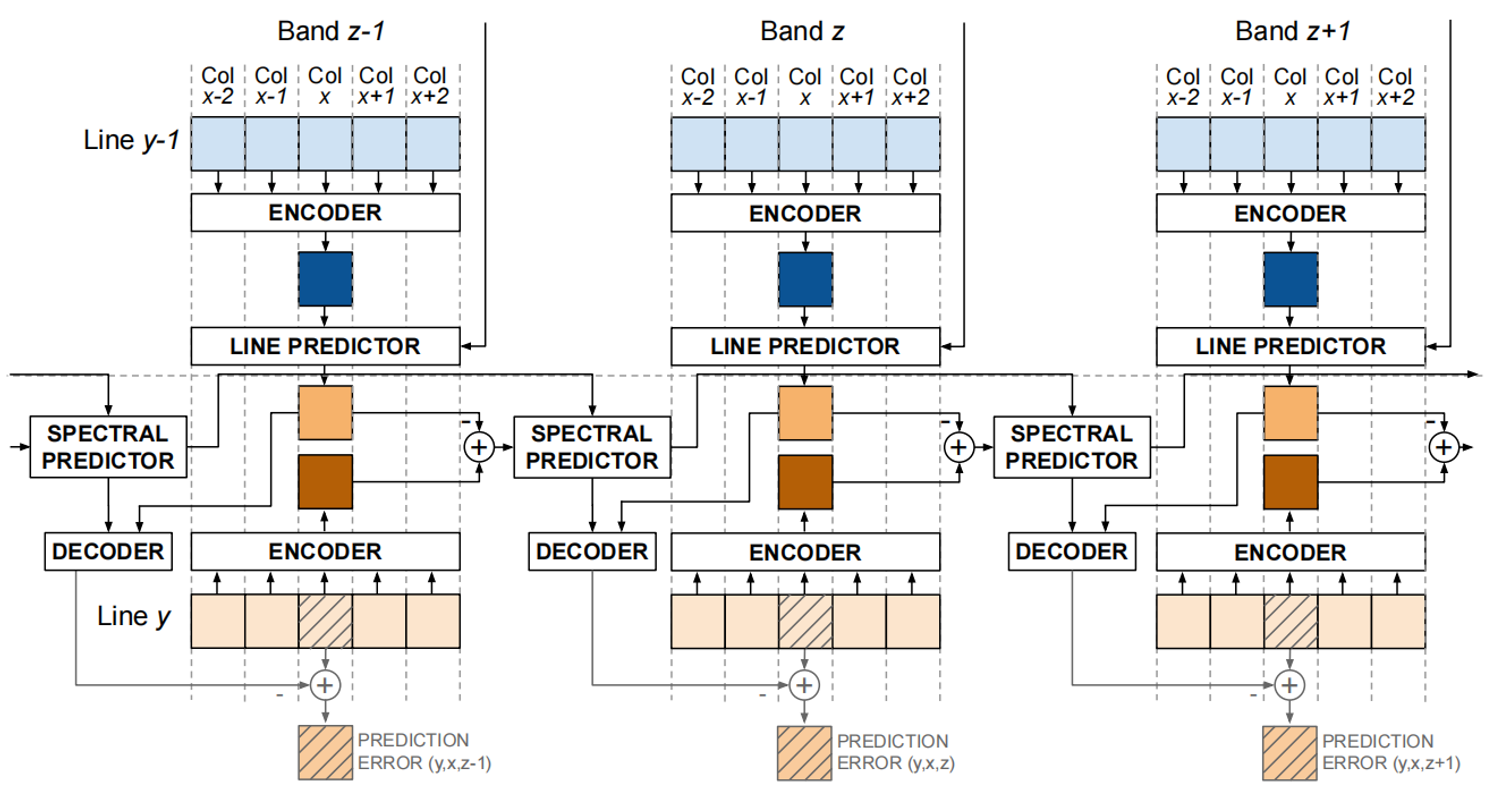 Band z-1
Band z
Band z+1
Col x-2
Col x-1
Col x
Col x+1
Col x+2
Col x-2
Col x-1
Col x
Col x+1
Col x+2
Col x-2
Col x-1
Col x
Col x+1
Col x+2
Line y-1
ENCODER
ENCODER
ENCODER
LINE PREDICTOR
LINE PREDICTOR
LINE PREDICTOR
SPECTRAL
PREDICTOR
-
+
SPECTRAL
PREDICTOR
-
+
SPECTRAL
PREDICTOR
-
+
DECODER
ENCODER
DECODER
ENCODER
DECODER
ENCODER
Line y
-
+
-
+
-
+
PREDICTION
ERROR (y,x,z-1)
PREDICTION
ERROR (y,x,z)
PREDICTION
ERROR (y,x,z+1)